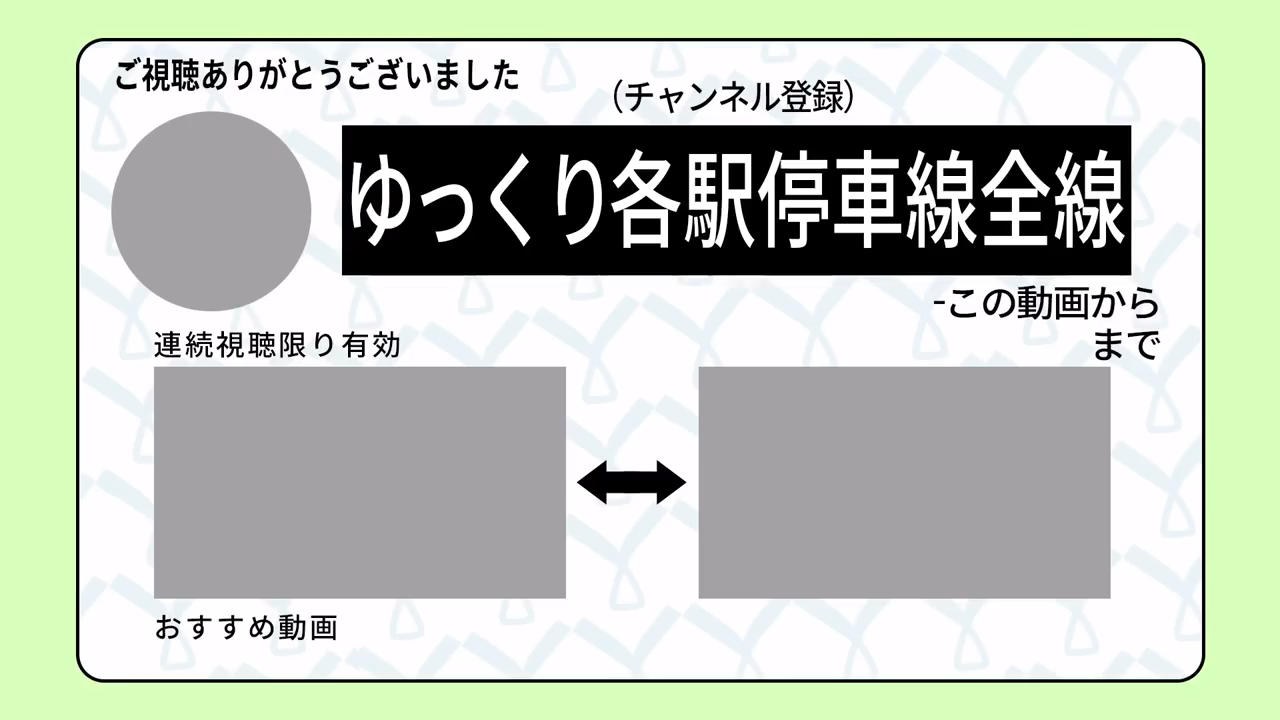 ご視聴ありがとうございました
（チャンネル登録）
ゆっくり各駅停車線全線
-この動画から
まで
連続視聴限り有効
おすすめ動画